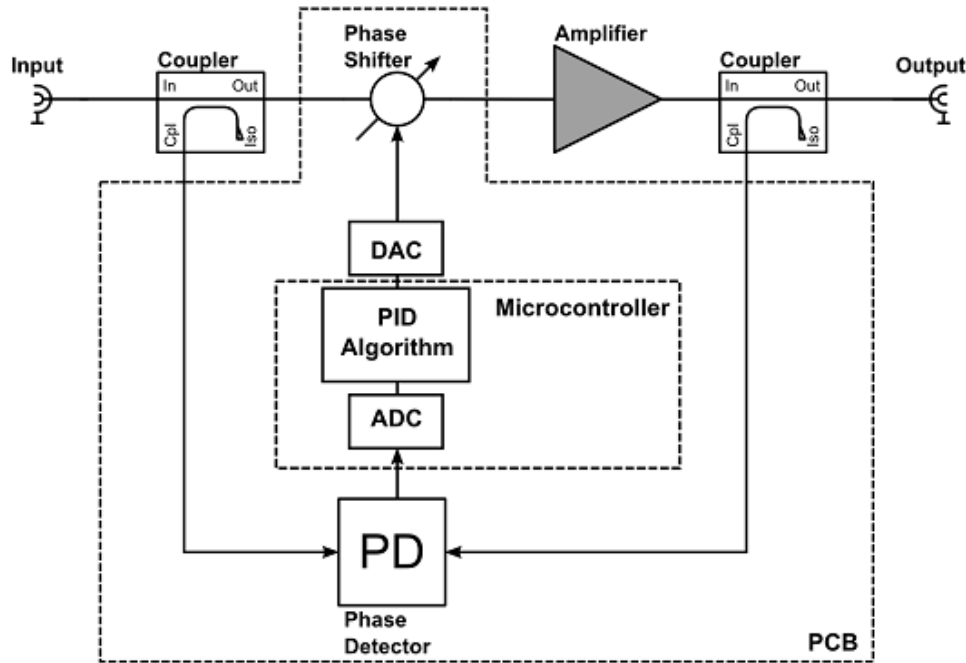 Input
Coupler
In Out
Cpl
Iso
Phase
Shifter
Amplifier
Coupler
In Out
Cpl
Iso
Output
DAC
Microcontroller
PID
Algorithm
ADC
PD
Phase
Detector
PCB